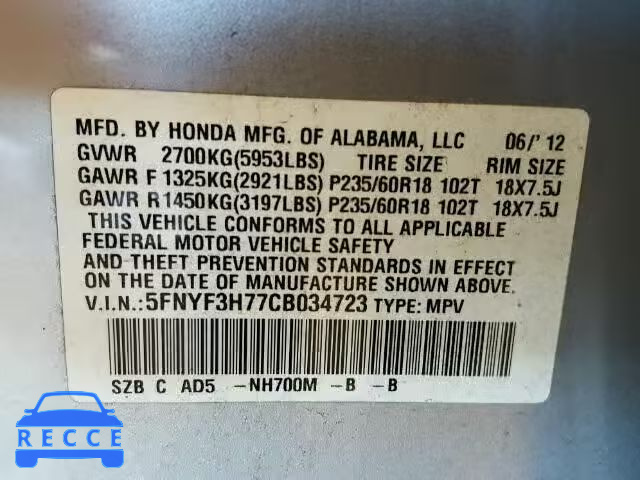 MFD. BY HONDA MFG. OF ALABAMA, LLC 06/'12
GVWR 2700KG(5953LBS) TIRE SIZE RIM SIZE
GAWR F 1325KG(2921LBS) P235/60R18 102T 18X7.5J
GAWR R 1450KG(3197LBS) P235/60R18 102T 18X7.5J
THIS VEHICLE CONFORMS TO ALL APPLICABLE
FEDERAL MOTOR VEHICLE SAFETY
AND THEFT PREVENTION STANDARDS IN EFFECT
ON THE DATE OF MANUFACTURE SHOWN ABOVE.
V.I.N.:5FNYF3H77CB034723 TYPE: MPV
SZB C AD5 -NH700M -B -B
RECCE